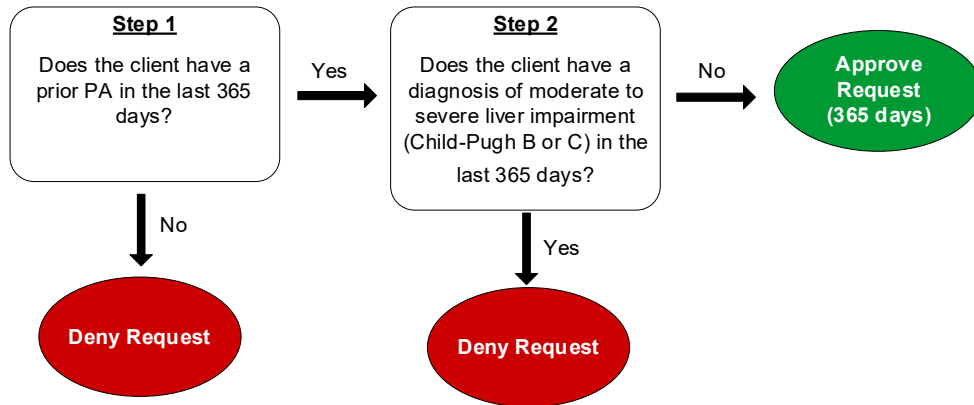 Step 1
Does the client have a
prior PA in the last 365
days?
Yes
No
Deny Request
Step 2
Does the client have a
diagnosis of moderate to
severe liver impairment
(Child-Pugh B or C) in the
last 365 days?
No
Yes
Deny Request
Approve
Request
(365 days)